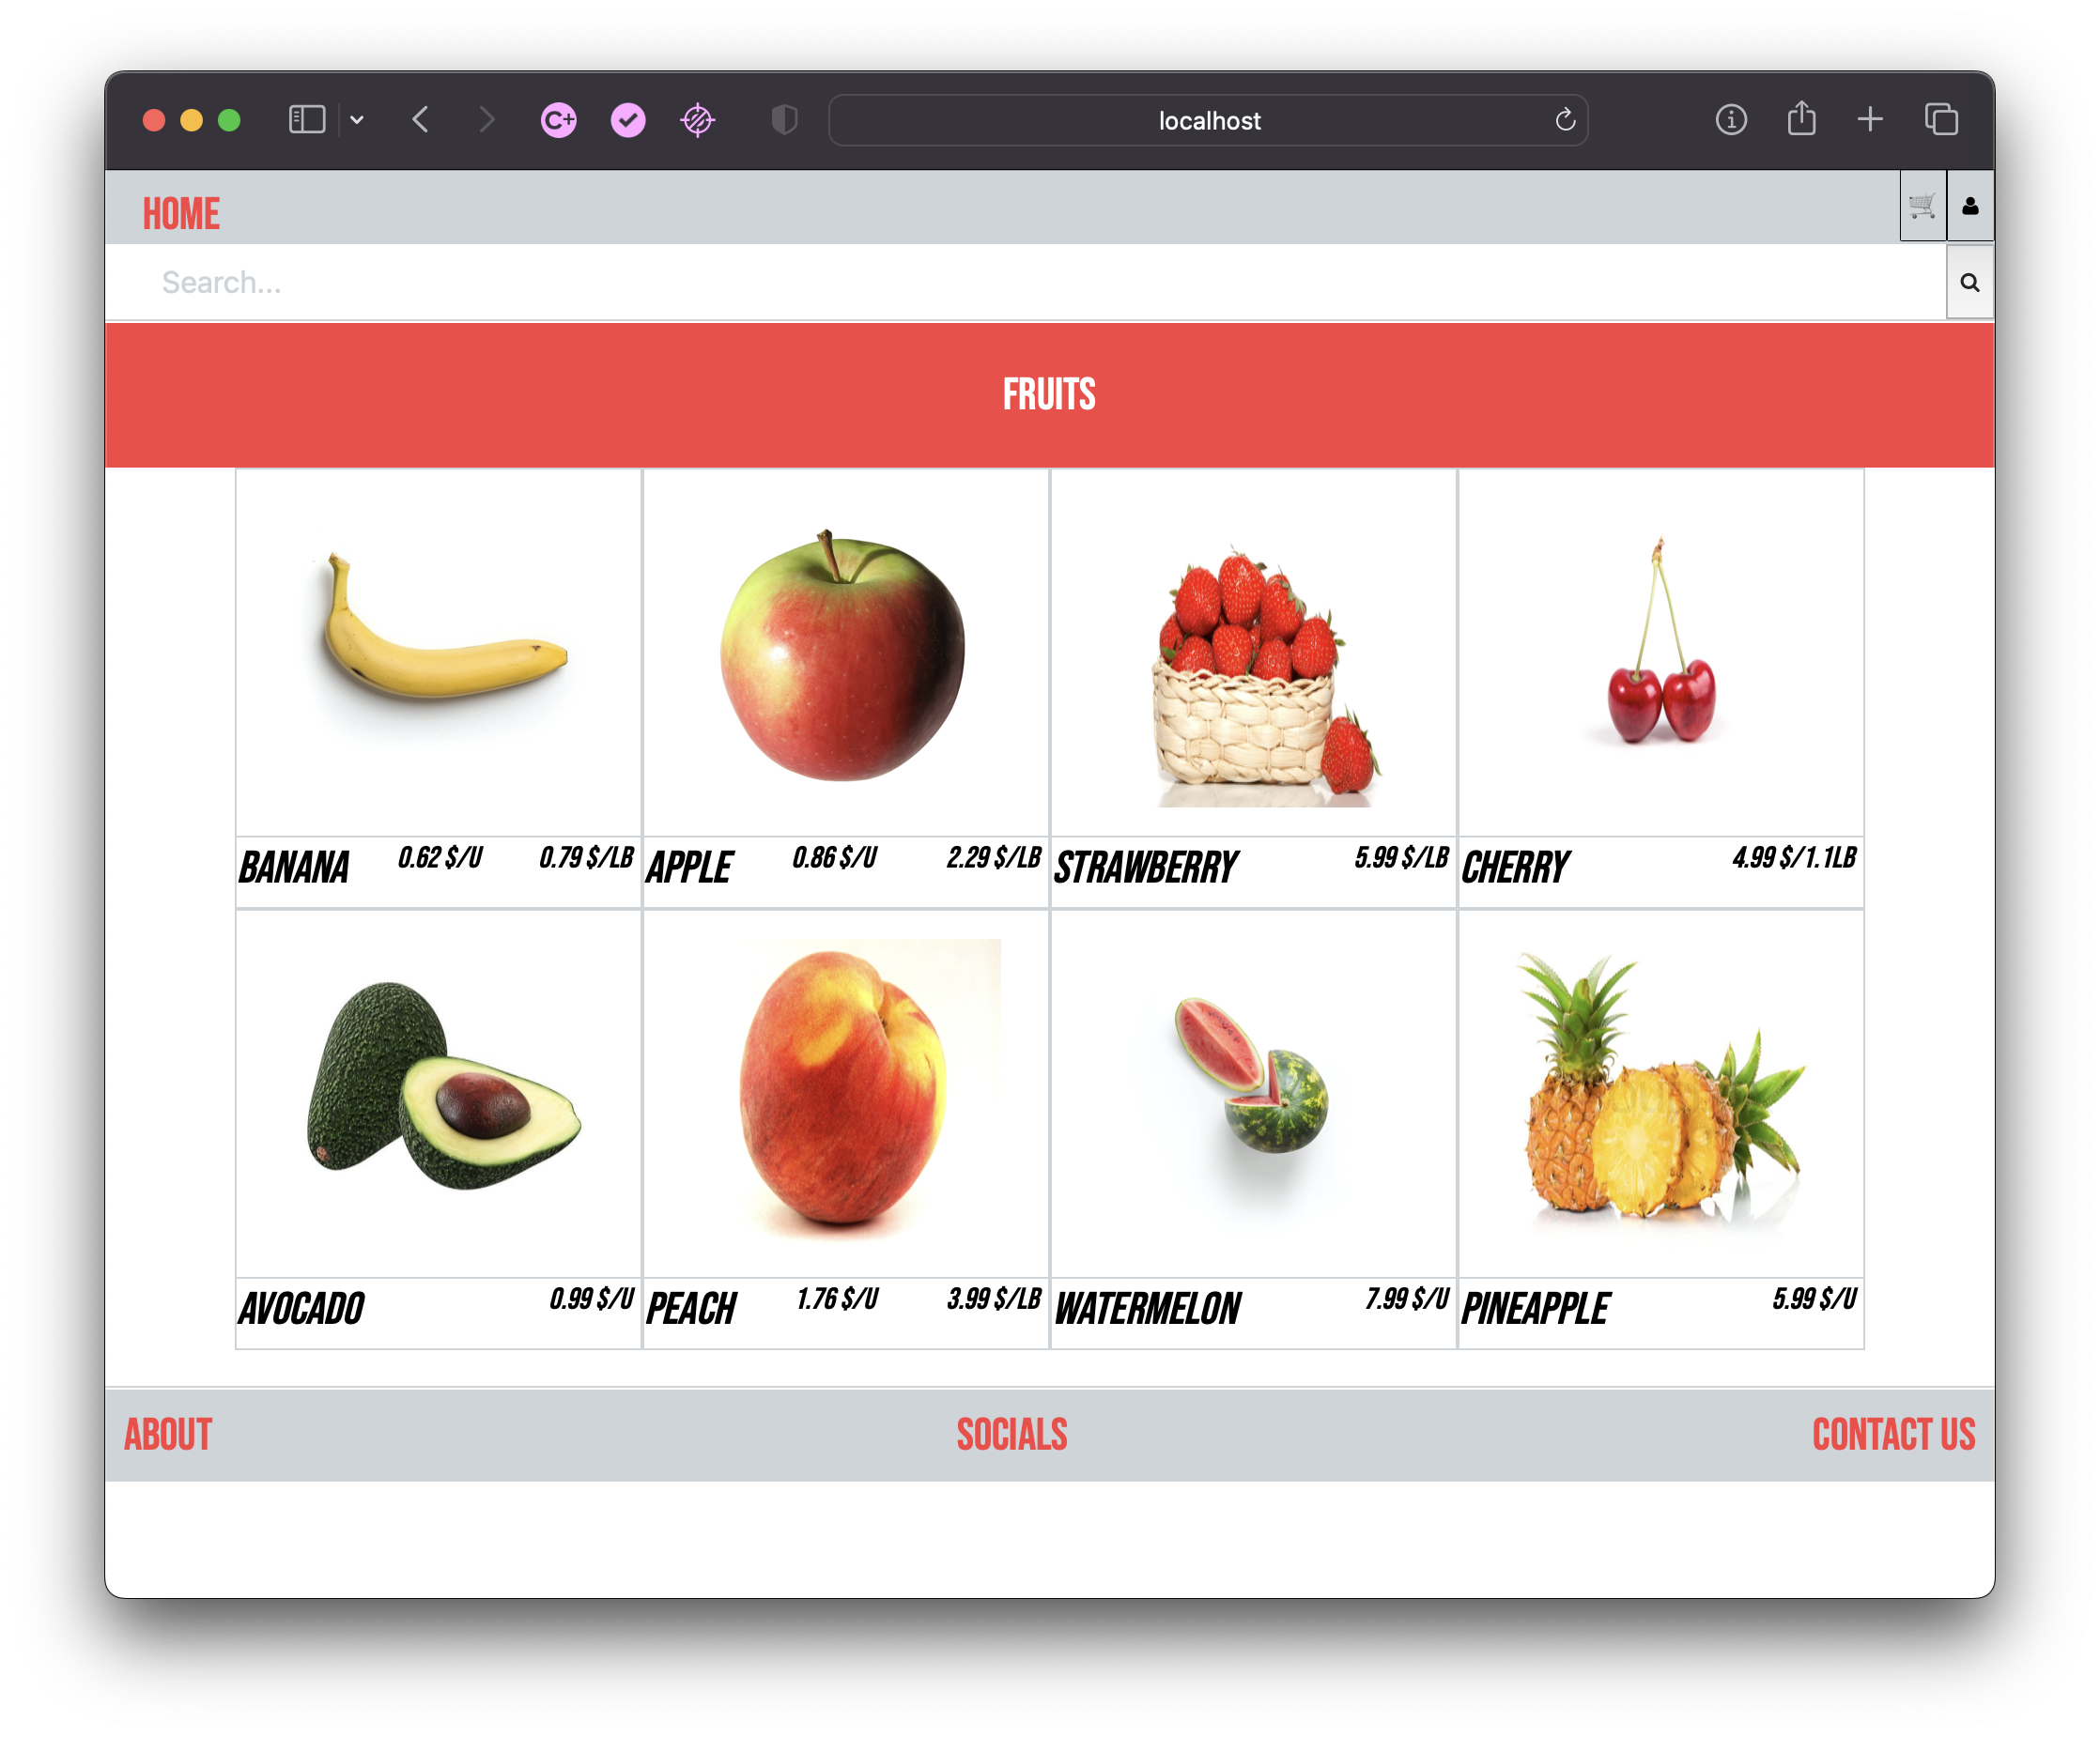 localhost
HOME
Search...
FRUITS
BANANA 0.62 $/U 0.79 $/LB
APPLE 0.86 $/U 2.29 $/LB
STRAWBERRY 5.99 $/LB
CHERRY 4.99 $/1.1LB
AVOCADO 0.99 $/U
PEACH 1.76 $/U 3.99 $/LB
WATERMELON 7.99 $/U
PINEAPPLE 5.99 $/U
ABOUT SOCIALS CONTACT US